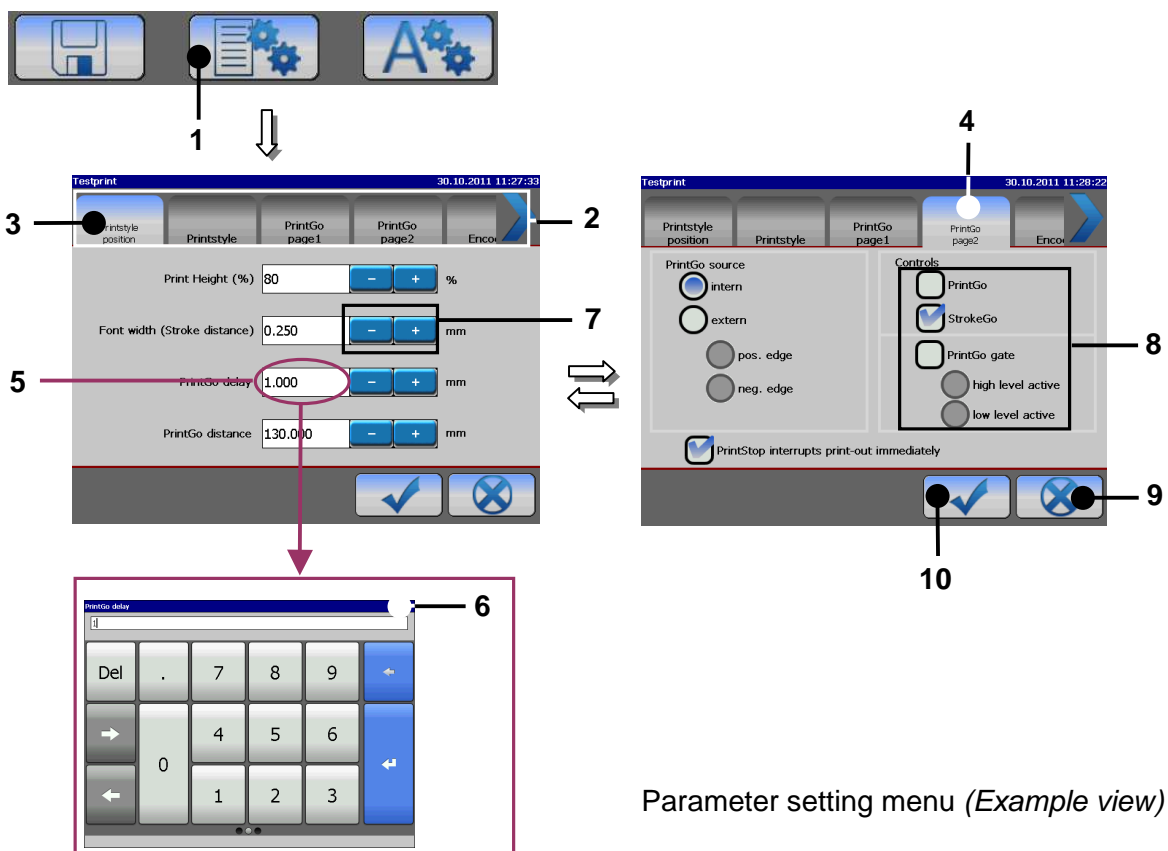 A
1
4
Testprint 30.10.2011 11:27:33
3
Printstyle position
Printstyle
PrintGo page1
PrintGo page2
2
Print Height (%) 80 - + %
Font width (Stroke distance) 0.250 - + mm
7
5
PrintGo delay 1.000 - + mm
PrintGo distance 130.000 - + mm
Testprint 30.10.2011 11:28:22
Printstyle position
Printstyle
PrintGo page1
PrintGo page2
PrintGo source
intern
extern
pos. edge
neg. edge
Controls
PrintGo
StrokeGo
PrintGo gate
high level active
low level active
8
PrintStop interrupts print-out immediately
9
10
PrintGo delay
6
1
Del . 7 8 9
4 5 6
0
1 2 3
Parameter setting menu (Example view)